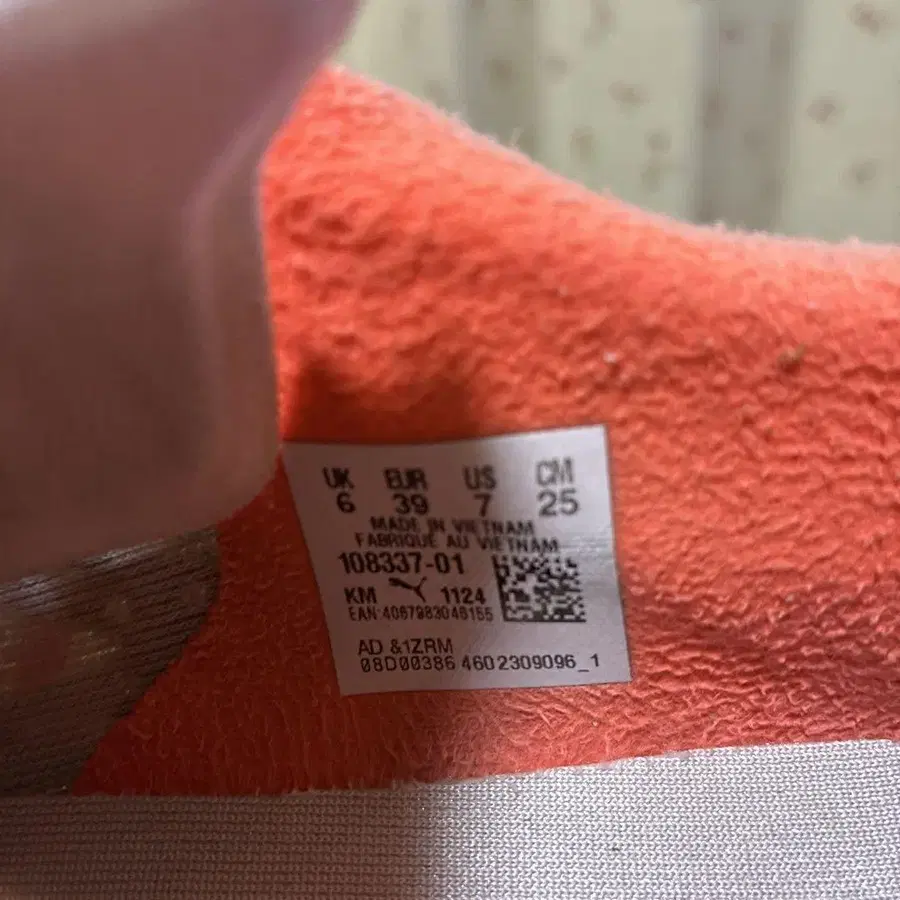 UK EUR US CM
6 39 7 25
MADE IN VIETNAM
FABRIQUÉ AU VIETNAM
108337-01
KM 1124
EAN:4067983048155
AD &1ZRM
08D00386 4602309096_1